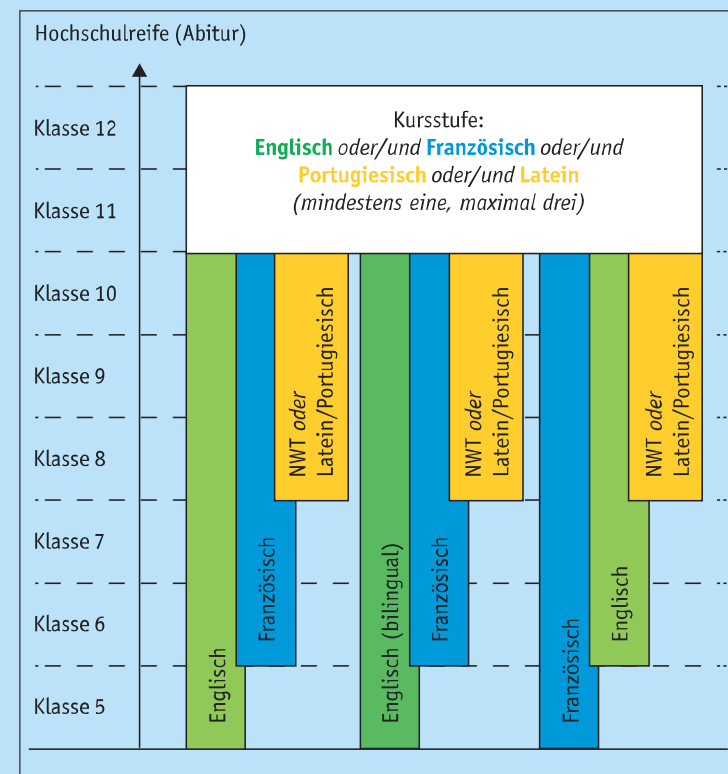 Hochschulreife (Abitur)
Klasse 12
Kursstufe:
Englisch oder/und Französisch oder/und
Portugiesisch oder/und Latein
(mindestens eine, maximal drei)
Klasse 11
Klasse 10
Klasse 9
Klasse 8
Klasse 7
Klasse 6
Klasse 5
Englisch
Französisch
NWT oder
Latein/Portugiesisch
Englisch (bilingual)
Französisch
NWT oder
Latein/Portugiesisch
Französisch
Englisch
NWT oder
Latein/Portugiesisch